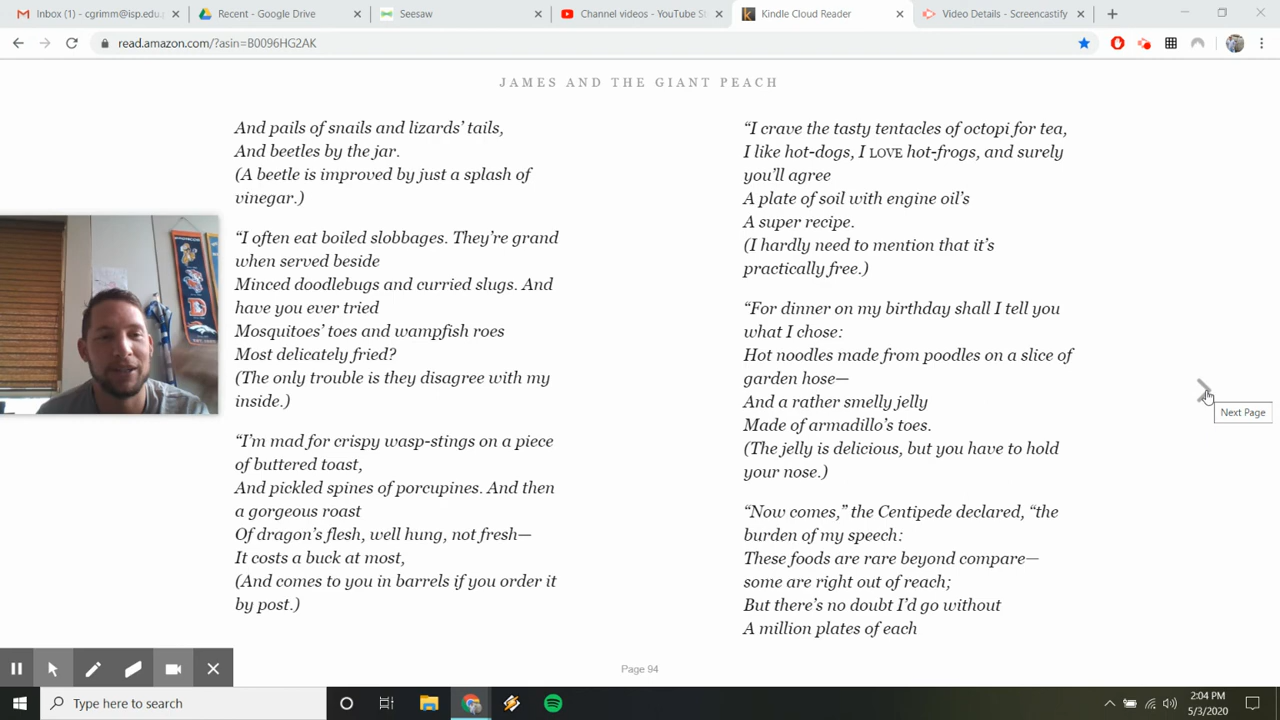 Inbox (1) - cgrimm@isp.edu.p
Recent - Google Drive
Seesaw
Channel videos - YouTube St
Kindle Cloud Reader
Video Details - Screencastify
read.amazon.com/?asin=B0096HG2AK
JAMES AND THE GIANT PEACH
And pails of snails and lizards' tails,
And beetles by the jar.
(A beetle is improved by just a splash of
vinegar.)
"I often eat boiled slobbages. They're grand
when served beside
Minced doodlebugs and curried slugs. And
have you ever tried
Mosquitoes' toes and wampfish roes
Most delicately fried?
(The only trouble is they disagree with my
inside.)
"I'm mad for crispy wasp-stings on a piece
of buttered toast,
And pickled spines of porcupines. And then
a gorgeous roast
Of dragon's flesh, well hung, not fresh—
It costs a buck at most,
(And comes to you in barrels if you order it
by post.)
"I crave the tasty tentacles of octopi for tea,
I like hot-dogs, I LOVE hot-frogs, and surely
you'll agree
A plate of soil with engine oil's
A super recipe.
(I hardly need to mention that it's
practically free.)
"For dinner on my birthday shall I tell you
what I chose:
Hot noodles made from poodles on a slice of
garden hose—
And a rather smelly jelly
Made of armadillo's toes.
(The jelly is delicious, but you have to hold
your nose.)
"Now comes," the Centipede declared, "the
burden of my speech:
These foods are rare beyond compare—
some are right out of reach;
But there's no doubt I'd go without
A million plates of each
Next Page
Page 94
Type here to search
2:04 PM
5/3/2020